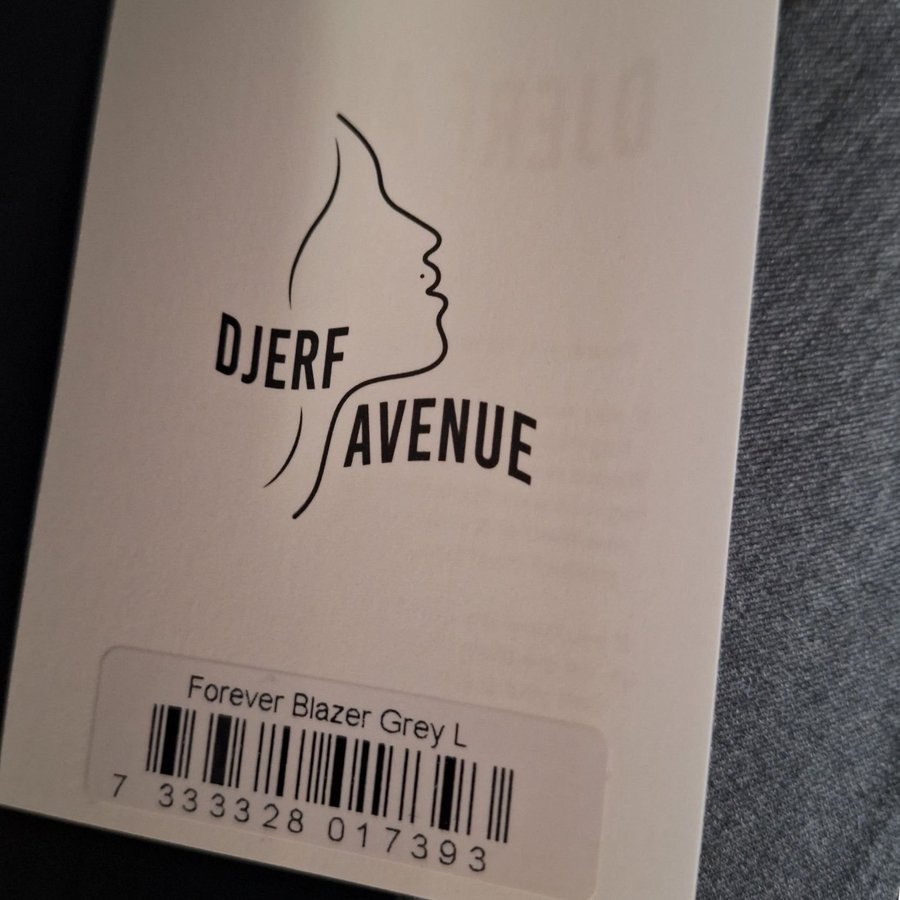 DJERF
AVENUE
Forever Blazer Grey L
7 333328 017393